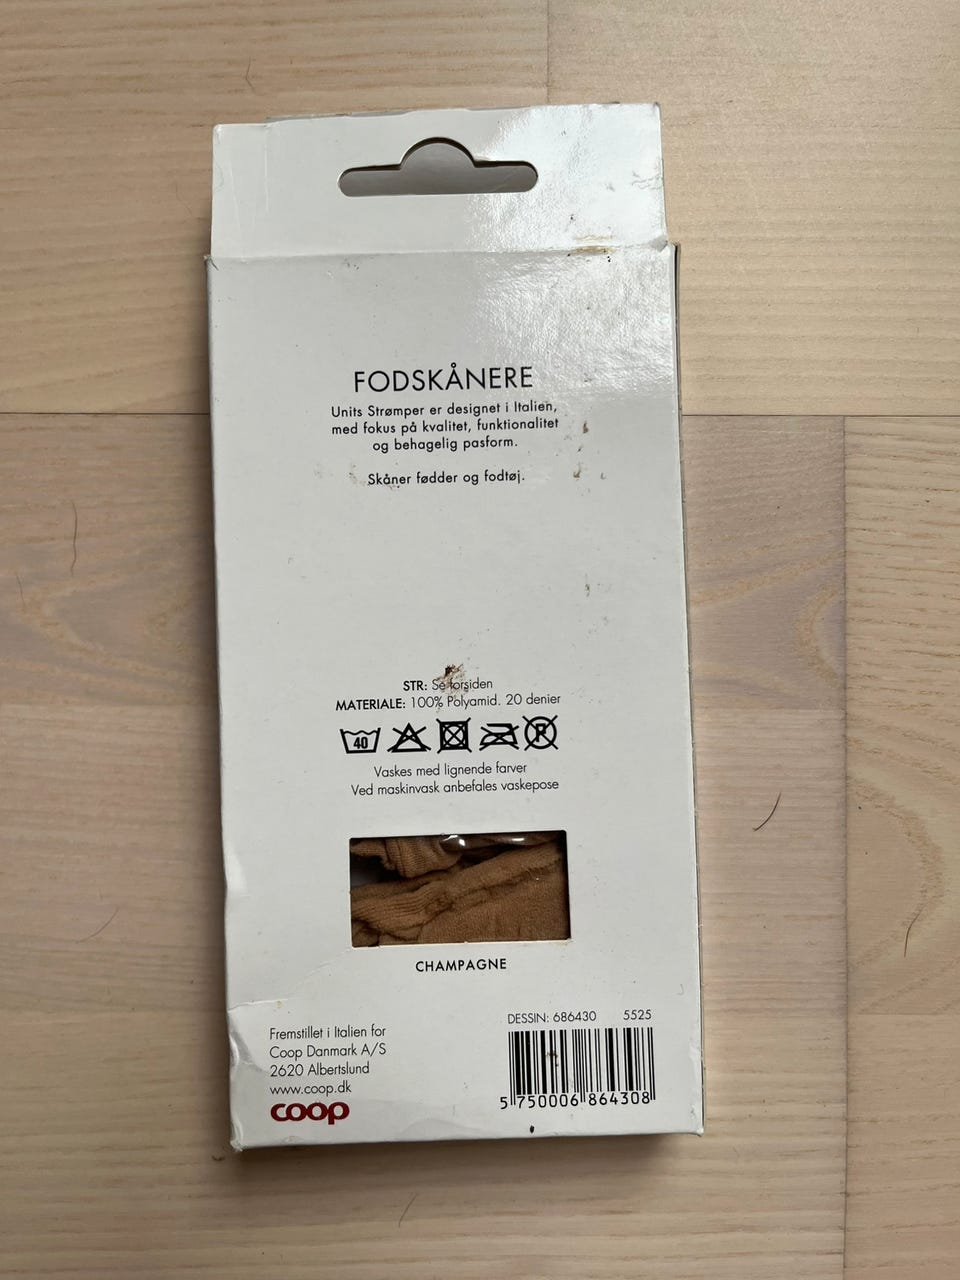 FODSKÅNERE
Units Strømper er designet i Italien,
med fokus på kvalitet, funktionalitet
og behagelig pasform.
Skåner fødder og fodtøj.
STR: Se forsiden
MATERIALE: 100% Polyamid. 20 denier
40 P
Vaskes med lignende farver
Ved maskinvask anbefales vaskepose
CHAMPAGNE
Fremstillet i Italien for
Coop Danmark A/S
2620 Albertslund
www.coop.dk
coop
DESSIN: 686430 5525
5 750006 864308